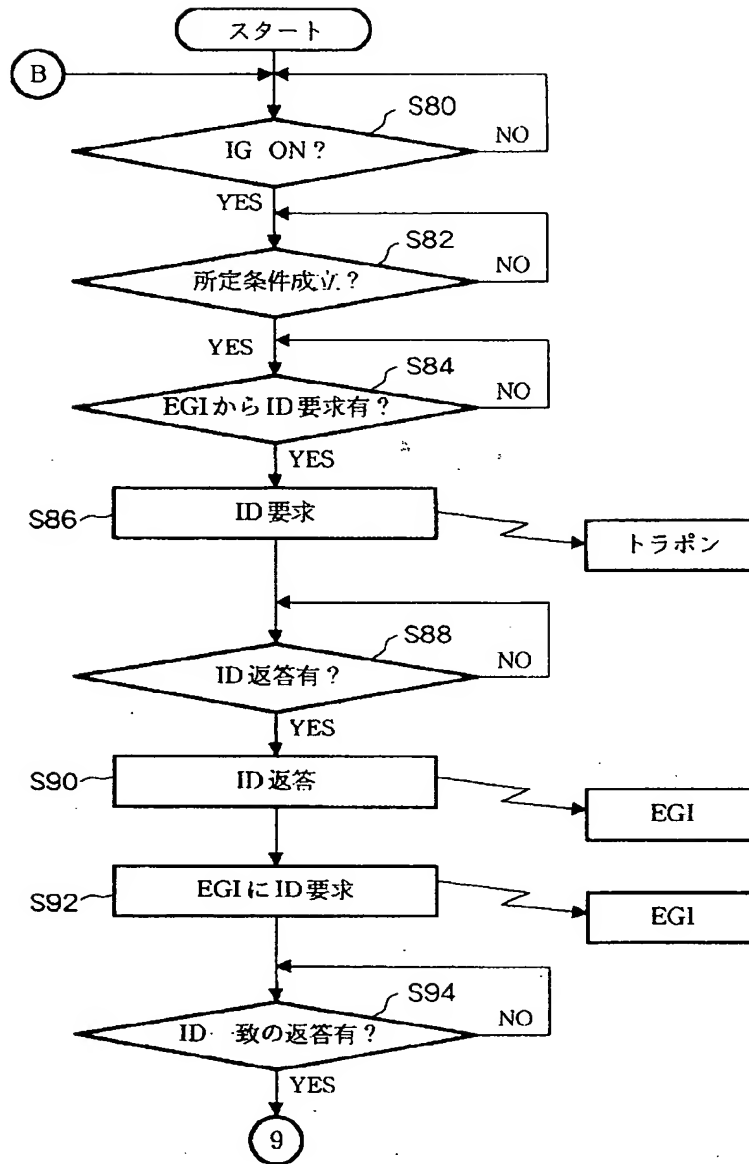 スタート
B
S80
IG ON?
NO
YES
S82
所定条件成立?
NO
YES
S84
EGIからID要求有?
NO
YES
S86
ID要求
トラポン
S88
ID返答有?
NO
YES
S90
ID返答
EGI
S92
EGIにID要求
EGI
S94
ID一致の返答有?
NO
YES
9